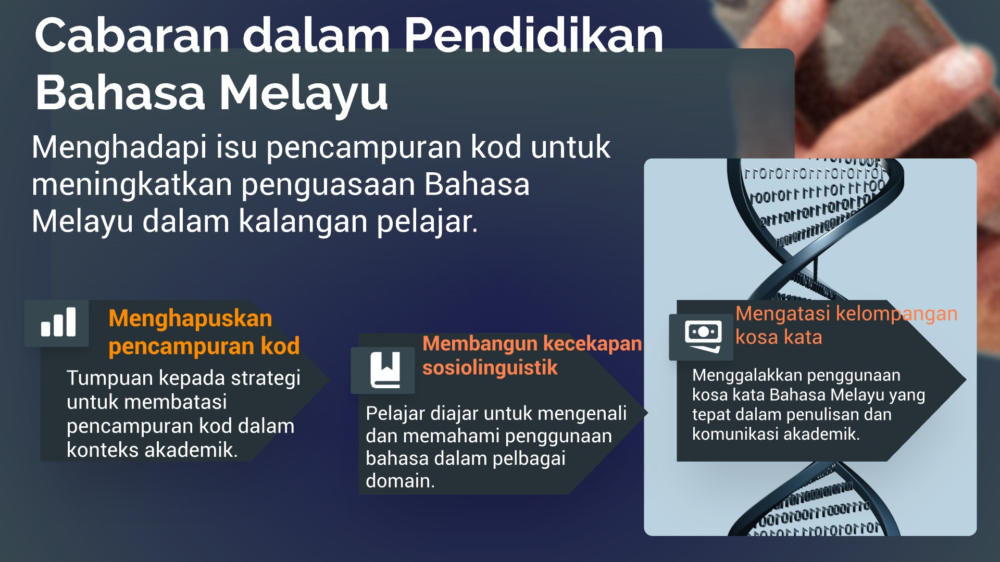 Cabaran dalam Pendidikan
Bahasa Melayu
Menghadapi isu pencampuran kod untuk
meningkatkan penguasaan Bahasa
Melayu dalam kalangan pelajar.
Menghapuskan
pencampuran kod
Tumpuan kepada strategi
untuk membatasi
pencampuran kod dalam
konteks akademik.
Membangun kecekapan
sosiolinguistik
Pelajar diajar untuk mengenali
dan memahami penggunaan
bahasa dalam pelbagai
domain.
Mengatasi kelompangan
kosa kata
Menggalakkan penggunaan
kosa kata Bahasa Melayu yang
tepat dalam penulisan dan
komunikasi akademik.